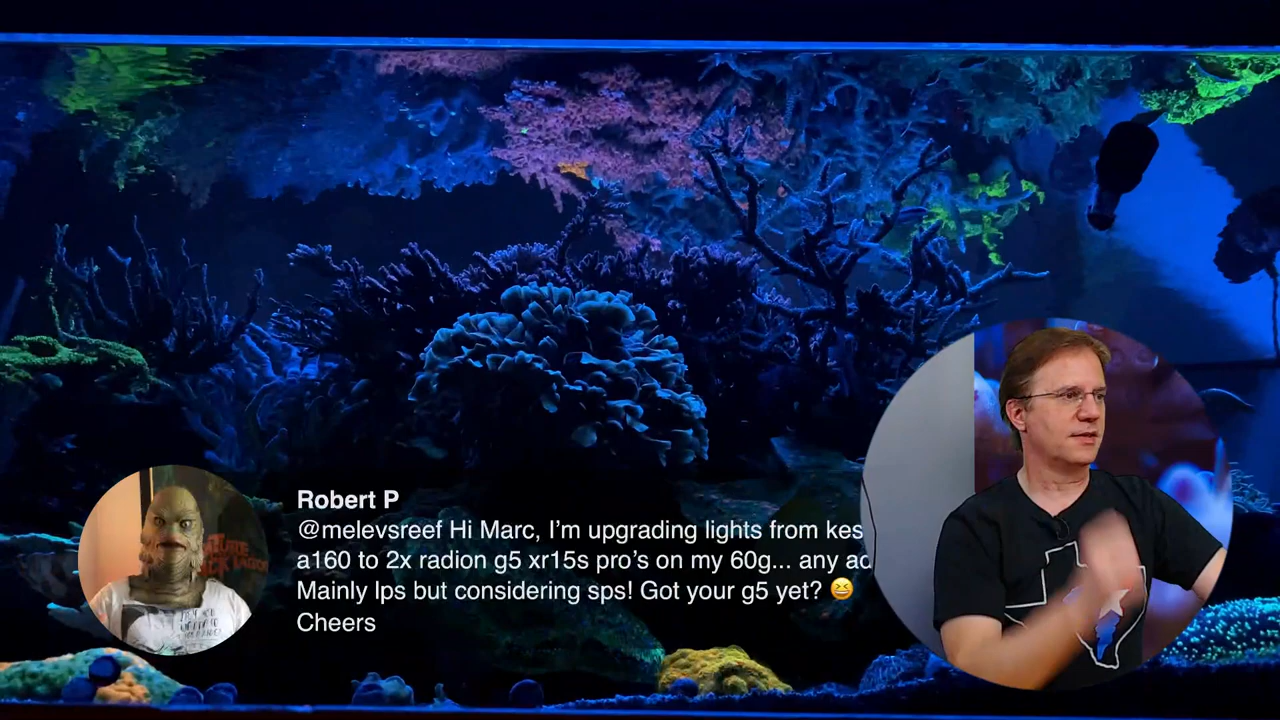 Robert P
@melevsreef Hi Marc, I’m upgrading lights from kes
a160 to 2x radion g5 xr15s pro’s on my 60g... any
Mainly lps but considering sps! Got your g5 yet? 😆
Cheers